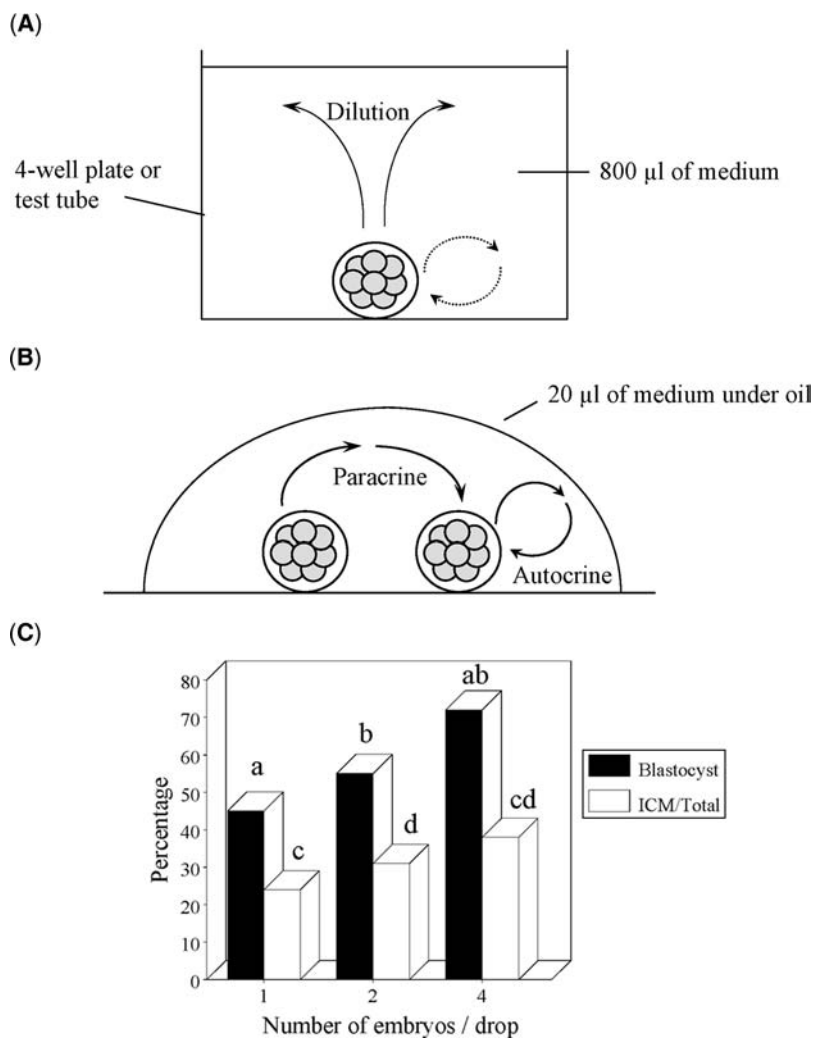 (A)
Dilution
4-well plate or
test tube
800 µl of medium
(B)
20 µl of medium under oil
Paracrine
Autocrine
(C)
80
70
60
50
40
30
20
10
0
Percentage
a
c
b
d
ab
cd
1
2
4
Number of embryos / drop
Blastocyst
ICM/Total